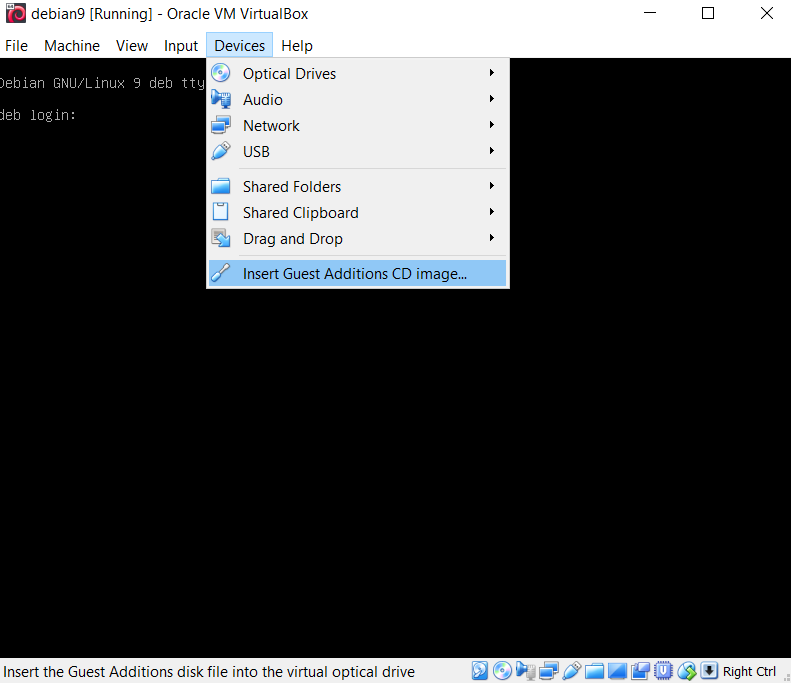 debian9 [Running] - Oracle VM VirtualBox
File Machine View Input Devices Help
Debian GNU/Linux 9 deb tty
deb login:
Optical Drives
Audio
Network
USB
Shared Folders
Shared Clipboard
Drag and Drop
Insert Guest Additions CD image...
Insert the Guest Additions disk file into the virtual optical drive
Right Ctrl